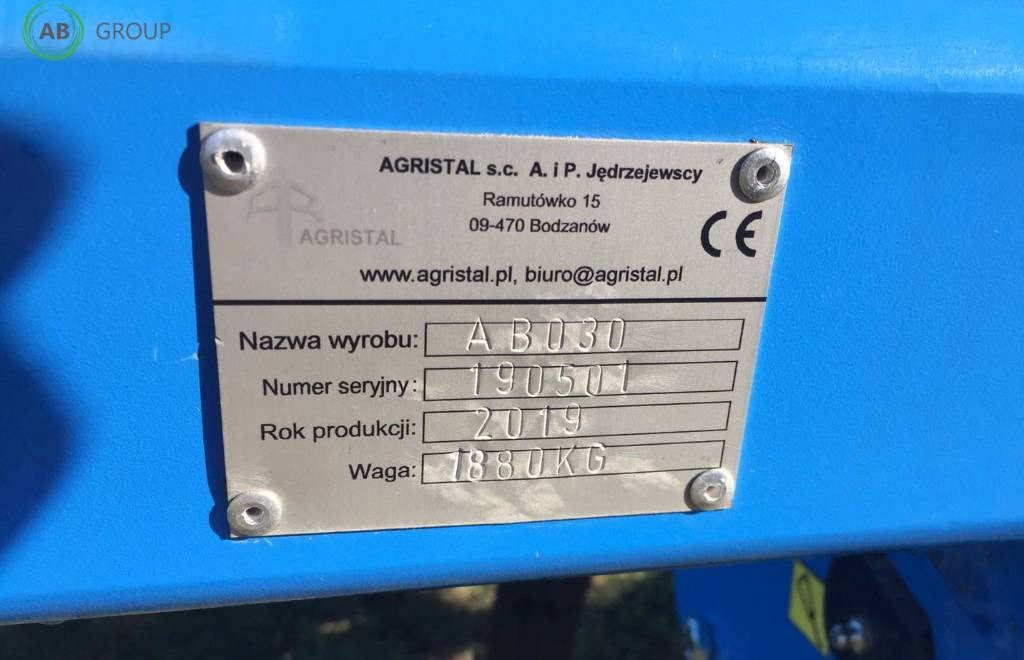 AB GROUP
AGRISTAL s.c. A. i P. Jędrzejewscy
Ramutówko 15
09-470 Bodzanów
AGRISTAL
CE
www.agristal.pl, biuro@agristal.pl
Nazwa wyrobu: AB030
Numer seryjny: 190501
Rok produkcji: 2019
Waga: 1880KG